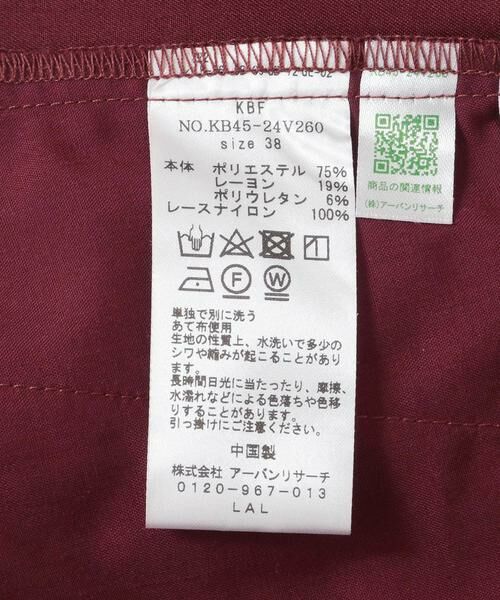 KBF
NO.KB45-24V260
size 38
本体 ポリエステル 75%
レーヨン 19%
ポリウレタン 6%
レースナイロン 100%
F W
単独で別に洗う
あて布使用
生地の性質上、水洗いで多少の
シワや縮みが起こることがあり
ます。
長時間日光に当たったり、摩擦、
水濡れなどによる色落ちや色移
りすることがあります。
引っ掛けにご注意ください。
中国製
株式会社 アーバンリサーチ
0120-967-013
LAL
KB45-24V260
商品の関連情報
(株)アーバンリサーチ